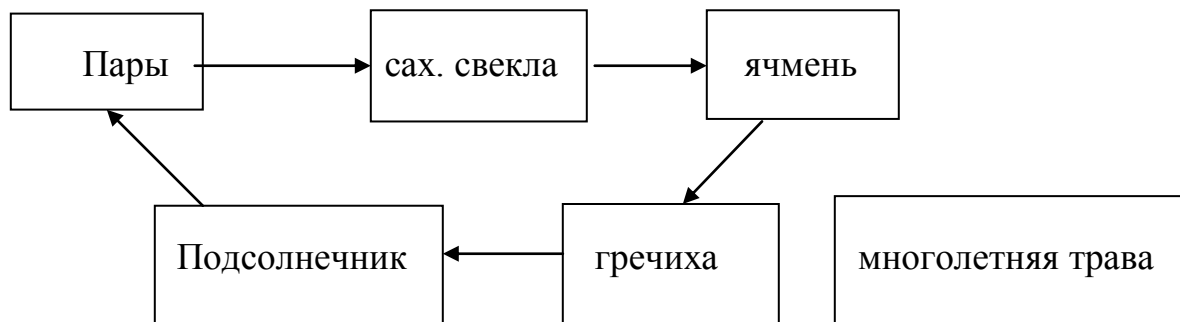 Пары
сах. свекла
ячмень
Подсолнечник
гречиха
многолетняя трава